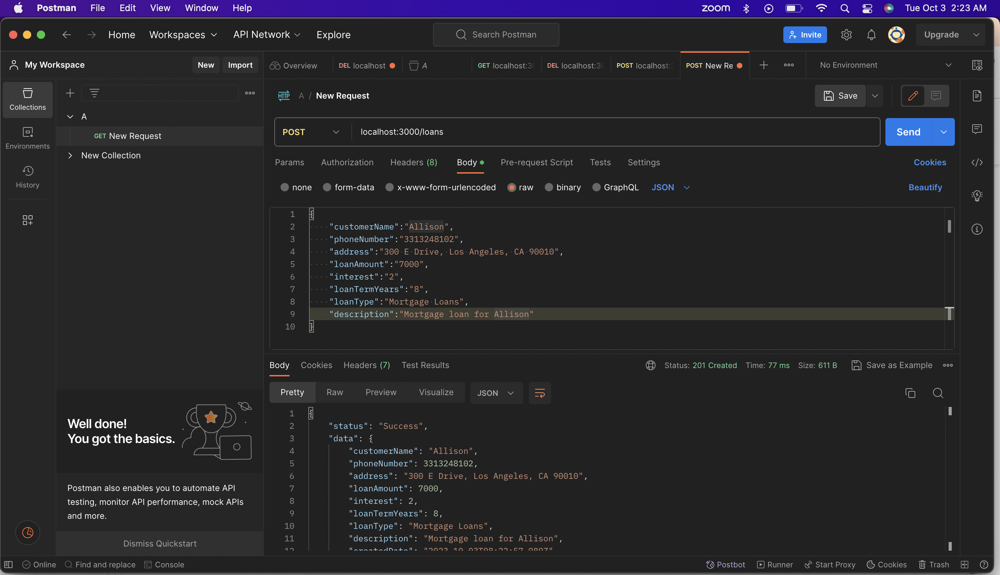 Postman File Edit View Window Help zoom Tue Oct 3 2:23 AM
Home Workspaces API Network Explore Search Postman Invite Upgrade
My Workspace New Import Overview DEL localhost A GET localhost:30 DEL localhost:30 POST localhost:3 POST New Re No Environment
Collections
A
GET New Request
New Collection
Environments
History
HTTP A / New Request Save
POST localhost:3000/loans Send
Params Authorization Headers (8) Body Pre-request Script Tests Settings Cookies
none form-data x-www-form-urlencoded raw binary GraphQL JSON Beautify
1 {
2 "customerName":"Allison",
3 "phoneNumber":"3313248102",
4 "address":"300 E Drive, Los Angeles, CA 90010",
5 "loanAmount":"7000",
6 "interest":"2",
7 "loanTermYears":"8",
8 "loanType":"Mortgage Loans",
9 "description":"Mortgage loan for Allison"
10 }
Body Cookies Headers (7) Test Results Status: 201 Created Time: 77 ms Size: 611 B Save as Example
Pretty Raw Preview Visualize JSON
1 {
2 "status": "Success",
3 "data": {
4 "customerName": "Allison",
5 "phoneNumber": 3313248102,
6 "address": "300 E Drive, Los Angeles, CA 90010",
7 "loanAmount": 7000,
8 "interest": 2,
9 "loanTermYears": 8,
10 "loanType": "Mortgage Loans",
11 "description": "Mortgage loan for Allison",
12 "createdDate": "2023-10-03T08:22:57.080Z"
Well done!
You got the basics.
Postman also enables you to automate API
testing, monitor API performance, mock APIs
and more.
Dismiss Quickstart
Online Find and replace Console Postbot Runner Start Proxy Cookies Trash